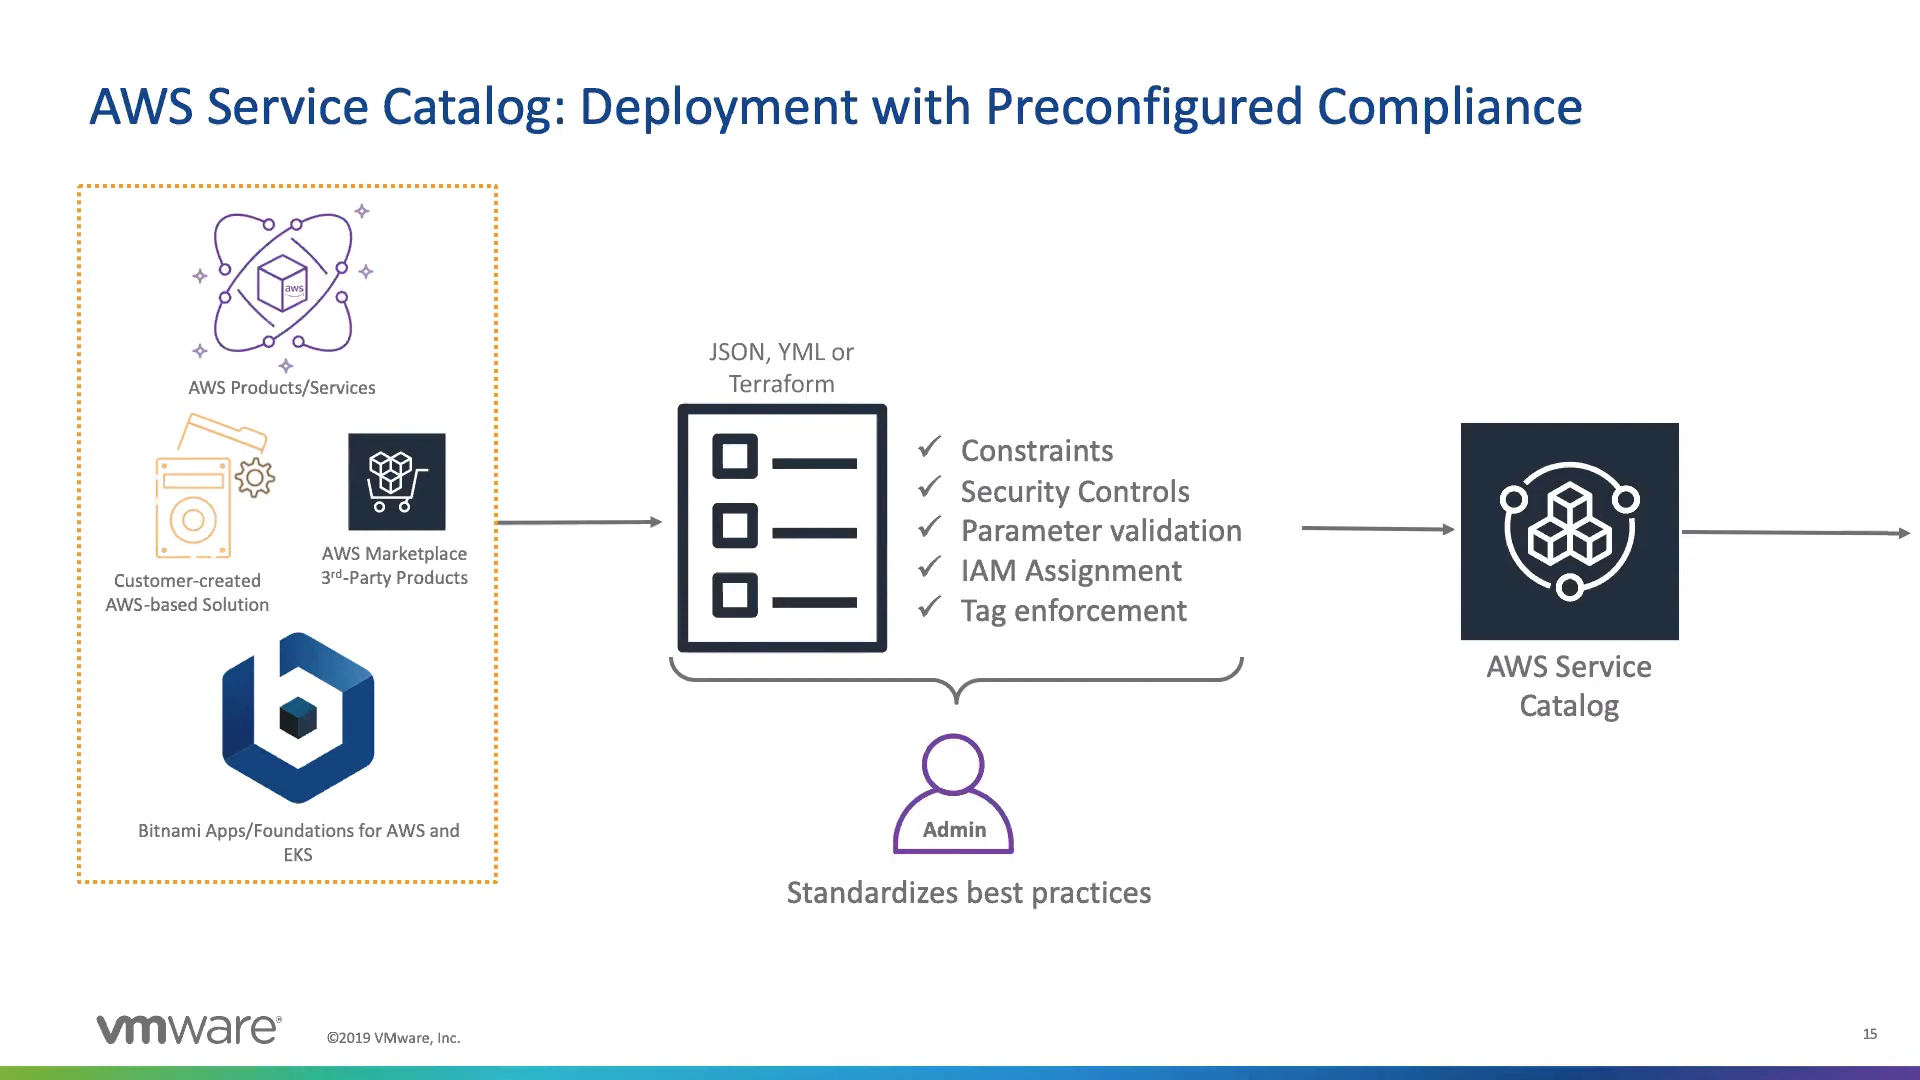 AWS Service Catalog: Deployment with Preconfigured Compliance
aws
AWS Products/Services
Customer-created
AWS-based Solution
AWS Marketplace
3rd-Party Products
Bitnami Apps/Foundations for AWS and
EKS
JSON, YML or
Terraform
✓ Constraints
✓ Security Controls
✓ Parameter validation
✓ IAM Assignment
✓ Tag enforcement
Admin
Standardizes best practices
AWS Service
Catalog
vmware®
©2019 VMware, Inc.
15